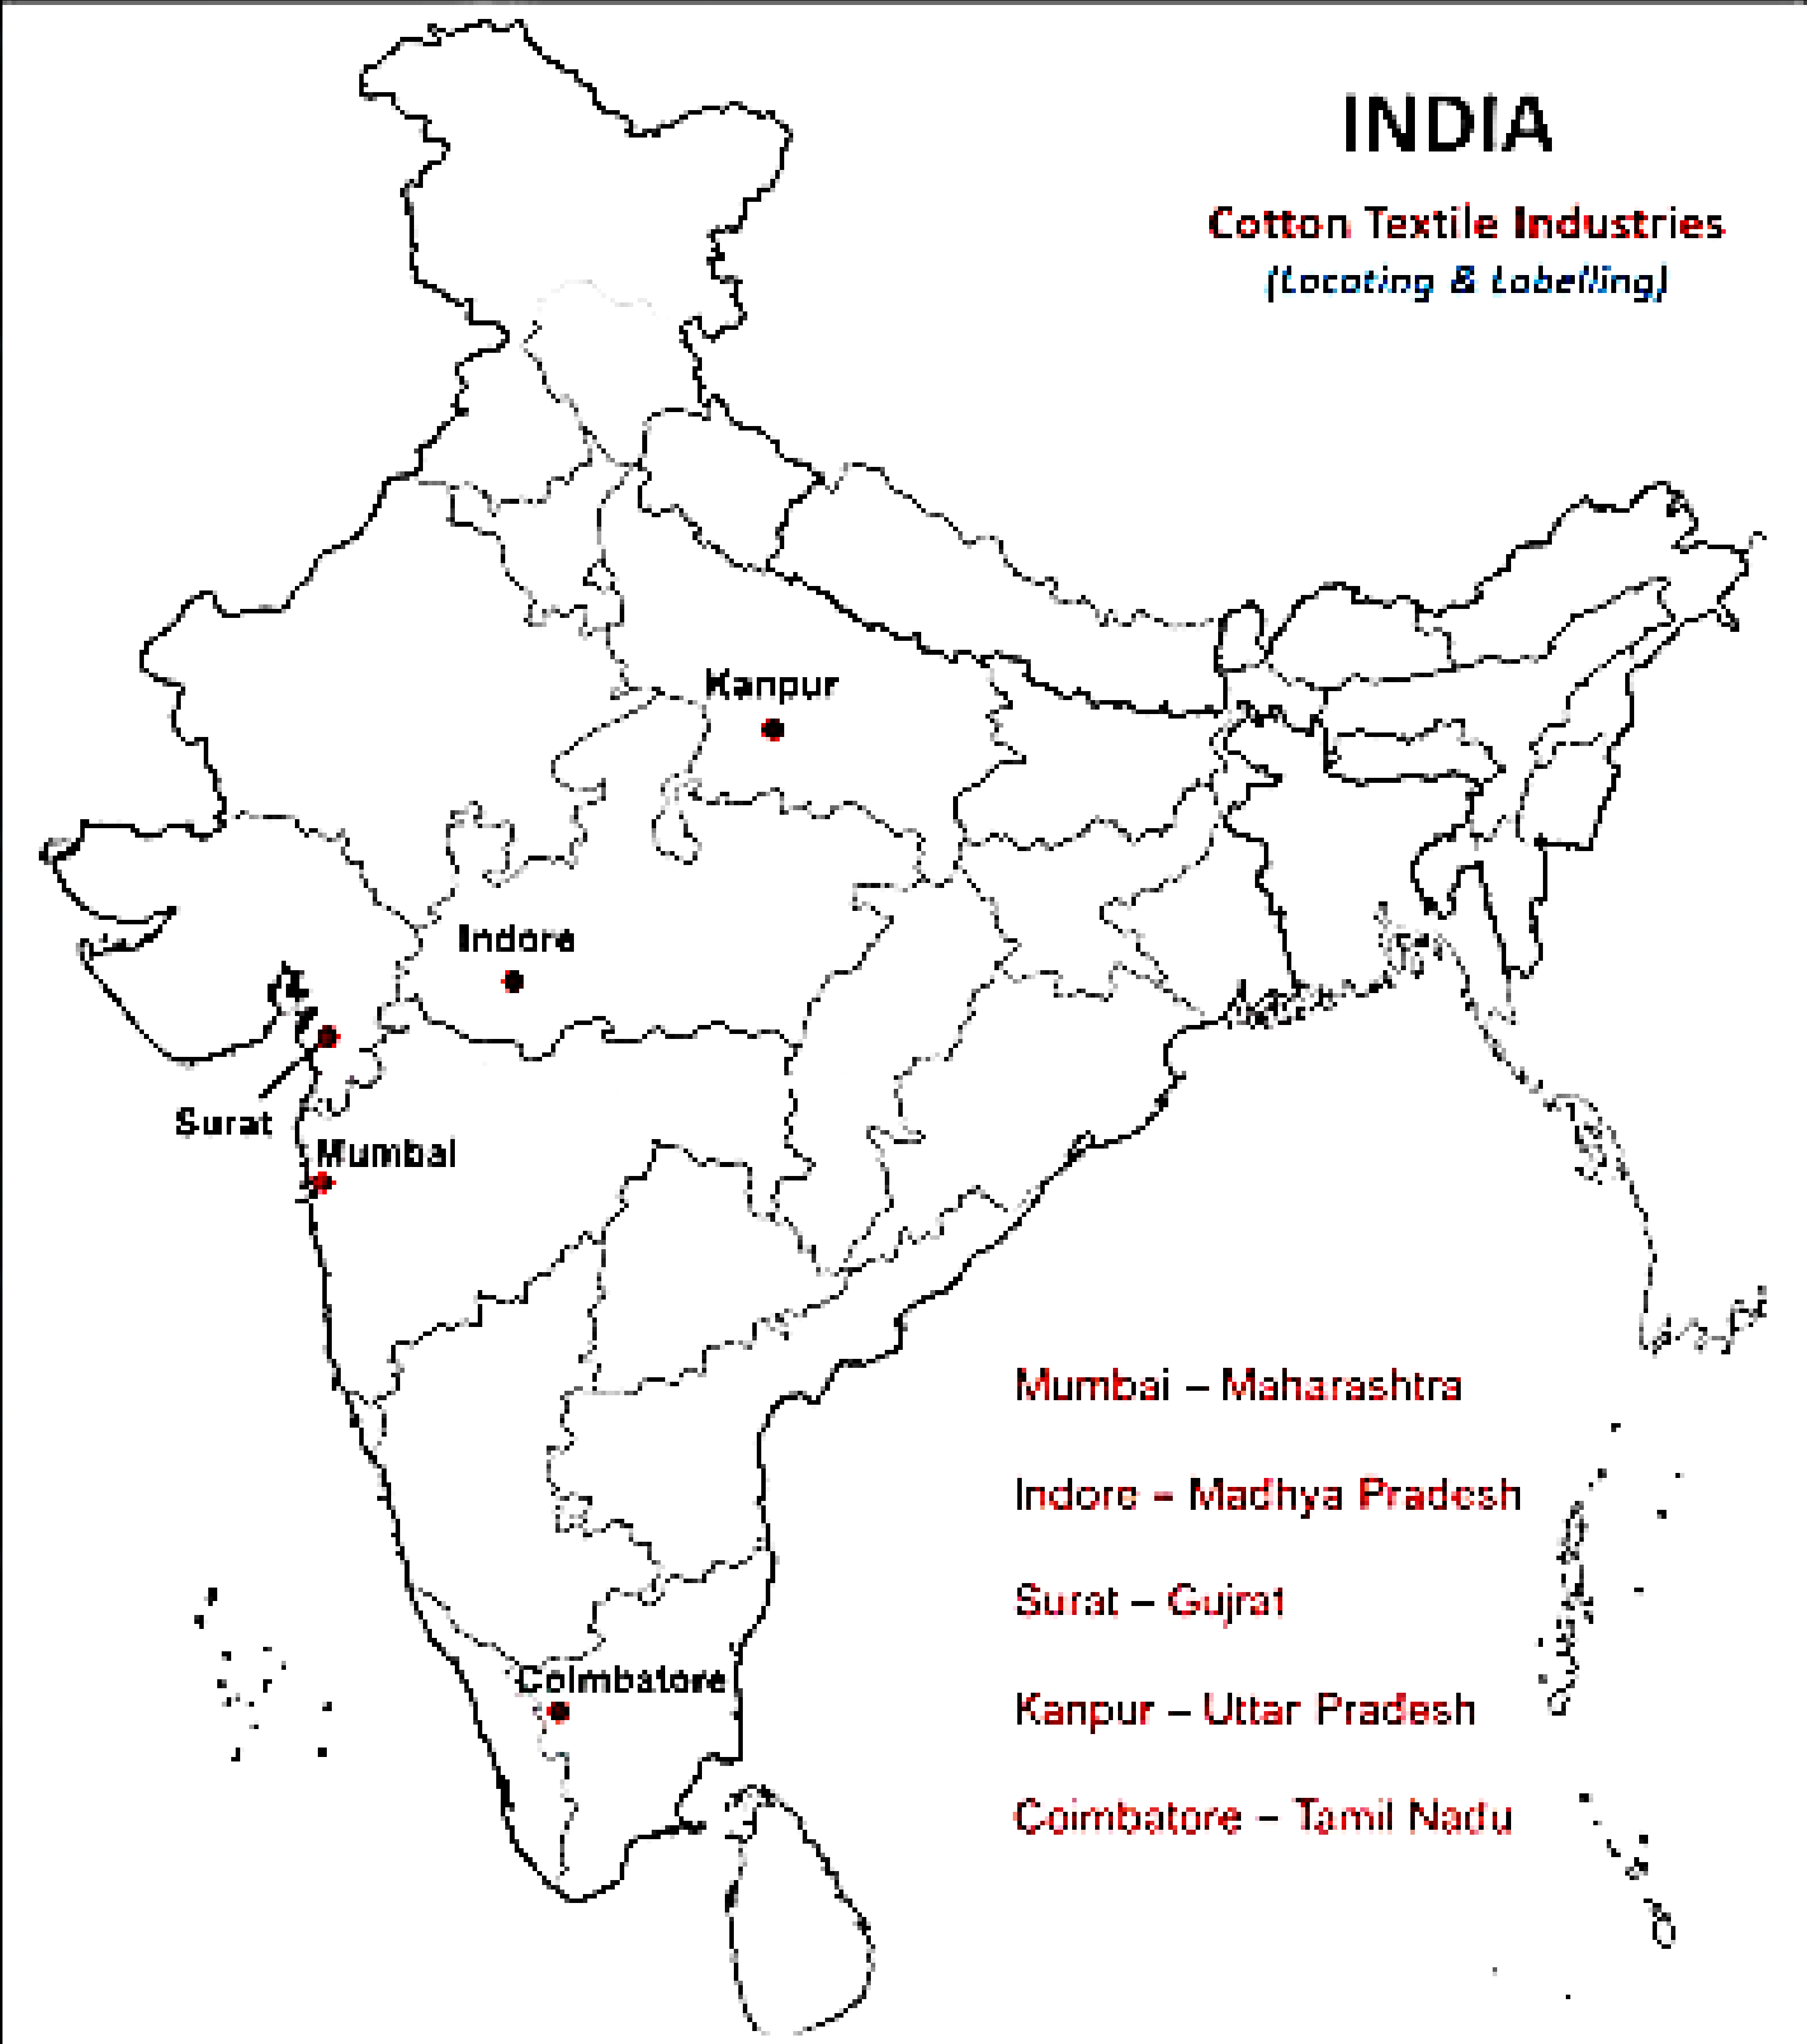 INDIA
Cotton Textile Industries
(Locating & Labelling)
Kanpur
Indore
Surat
Mumbai
Mumbai – Maharashtra
Indore – Madhya Pradesh
Surat – Gujrat
Coimbatore
Kanpur – Uttar Pradesh
Coimbatore – Tamil Nadu